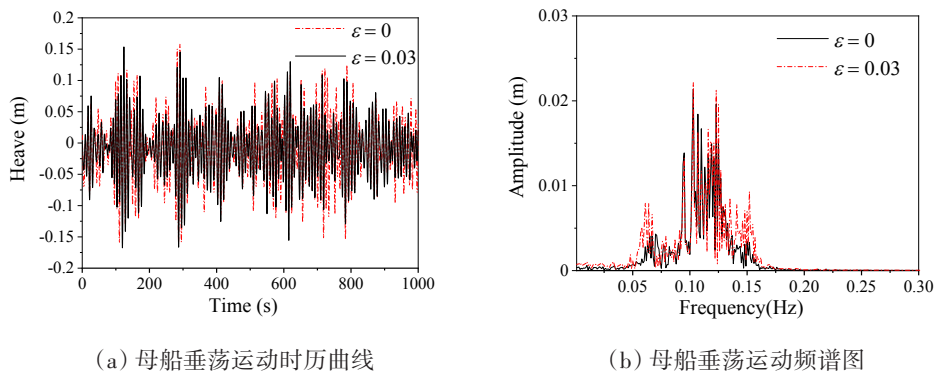 0.2
0.15
0.1
0.05
0
-0.05
-0.1
-0.15
-0.2
Heave (m)
0 200 400 600 800 1000
Time (s)
ε = 0
ε = 0.03
(a) 母船垂荡运动时历曲线
0.03
0.02
0.01
0.00
Amplitude (m)
0.05 0.10 0.15 0.20 0.25 0.30
Frequency(Hz)
ε = 0
ε = 0.03
(b) 母船垂荡运动频谱图